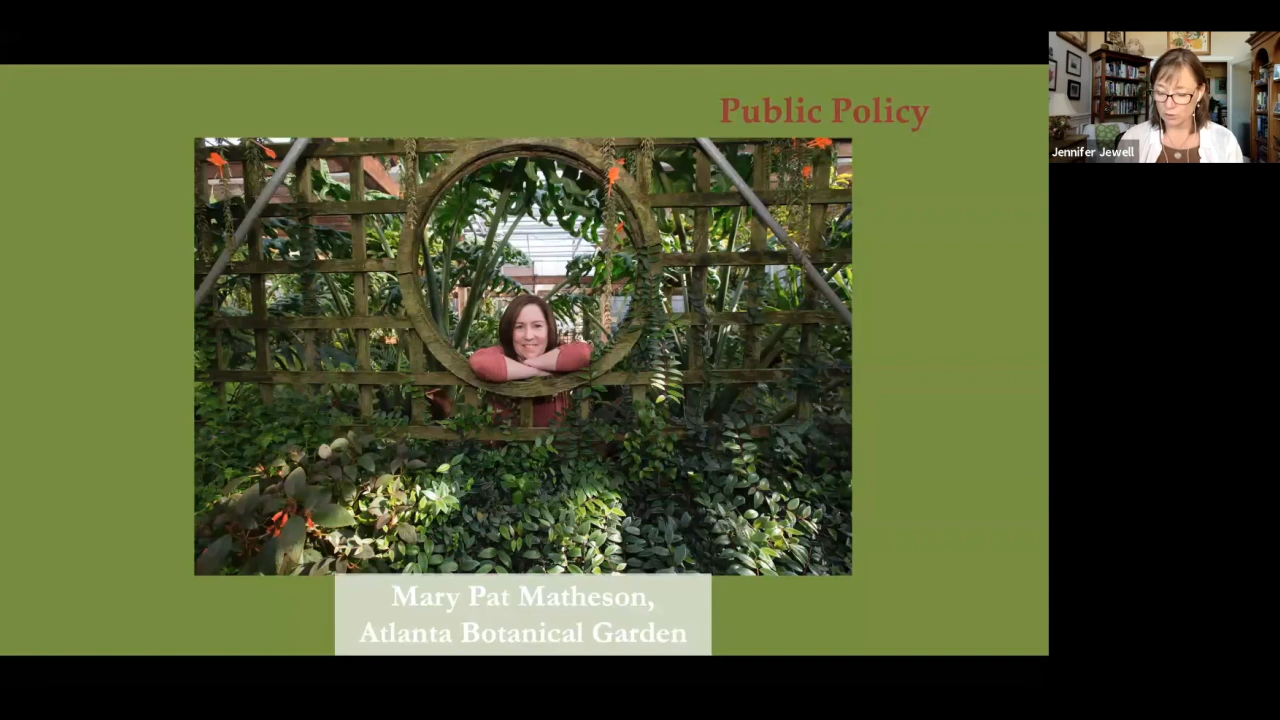 Public Policy
Jennifer Jewell
Mary Pat Matheson,
Atlanta Botanical Garden